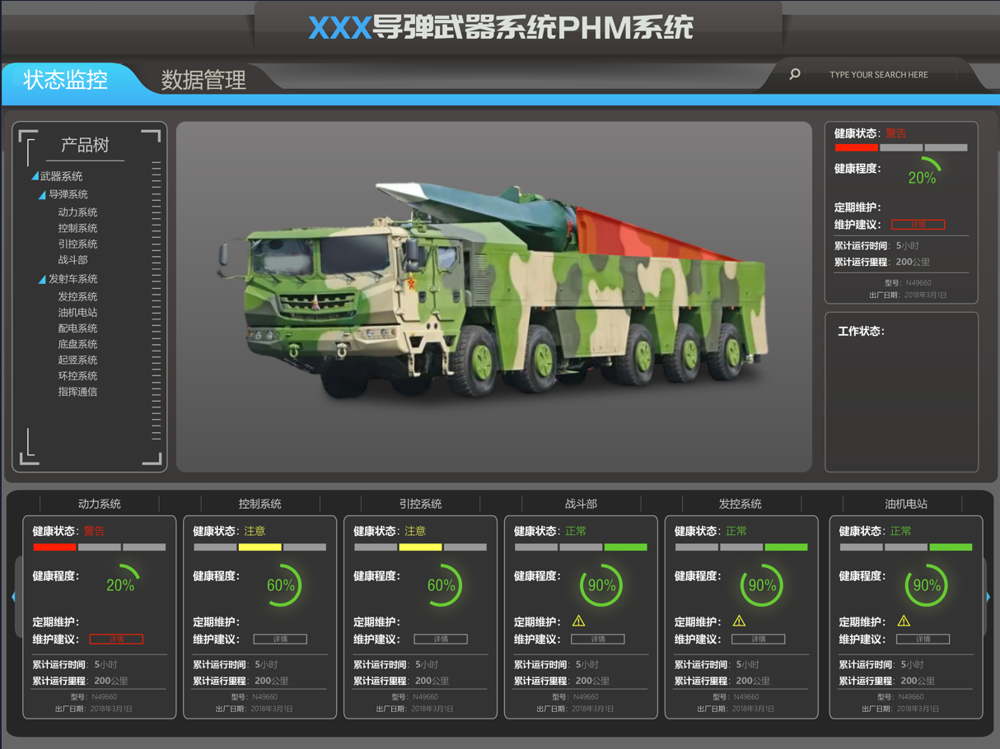 XXX导弹武器系统PHM系统
状态监控
数据管理
TYPE YOUR SEARCH HERE
产品树
武器系统
导弹系统
动力系统
控制系统
引控系统
战斗部
发射车系统
发控系统
油机电站
配电系统
底盘系统
起竖系统
环控系统
指挥通信
健康状态：警告
健康程度：
20%
定期维护：
维护建议：详情
累计运行时间：5小时
累计运行里程：200公里
型号：N49660
出厂日期：2018年3月1日
工作状态：
动力系统
健康状态：警告
健康程度：
20%
定期维护：
维护建议：详情
累计运行时间：5小时
累计运行里程：200公里
型号：N49660
出厂日期：2018年3月1日
控制系统
健康状态：注意
健康程度：
60%
定期维护：
维护建议：详情
累计运行时间：5小时
累计运行里程：200公里
型号：N49660
出厂日期：2018年3月1日
引控系统
健康状态：注意
健康程度：
60%
定期维护：
维护建议：详情
累计运行时间：5小时
累计运行里程：200公里
型号：N49660
出厂日期：2018年3月1日
战斗部
健康状态：正常
健康程度：
90%
定期维护：
维护建议：详情
累计运行时间：5小时
累计运行里程：200公里
型号：N49660
出厂日期：2018年3月1日
发控系统
健康状态：正常
健康程度：
90%
定期维护：
维护建议：详情
累计运行时间：5小时
累计运行里程：200公里
型号：N49660
出厂日期：2018年3月1日
油机电站
健康状态：正常
健康程度：
90%
定期维护：
维护建议：详情
累计运行时间：5小时
累计运行里程：200公里
型号：N49660
出厂日期：2018年3月1日